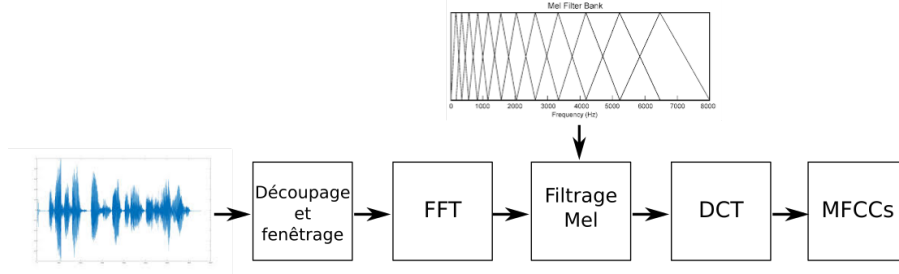 Mel Filter Bank
0 1000 2000 3000 4000 5000 6000 7000 8000
Frequency (Hz)
Découpage
et
fenêtrage
FFT
Filtrage
Mel
DCT
MFCCs